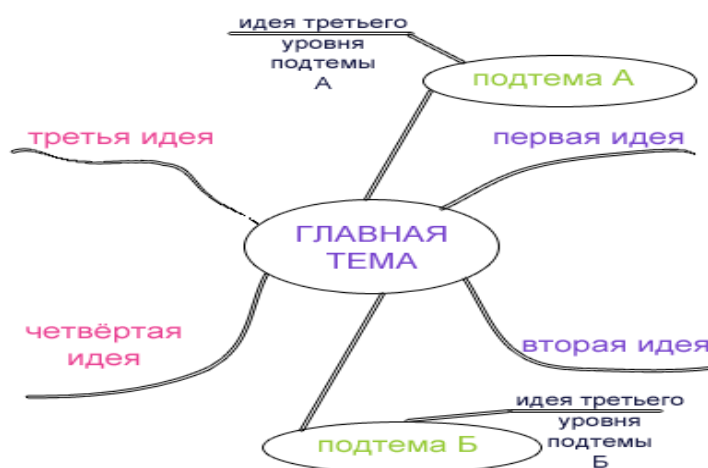 идея третьего
уровня
подтемы
А
подтема А
третья идея
первая идея
ГЛАВНАЯ
ТЕМА
четвёртая
идея
вторая идея
идея третьего
уровня
подтемы
Б
подтема Б